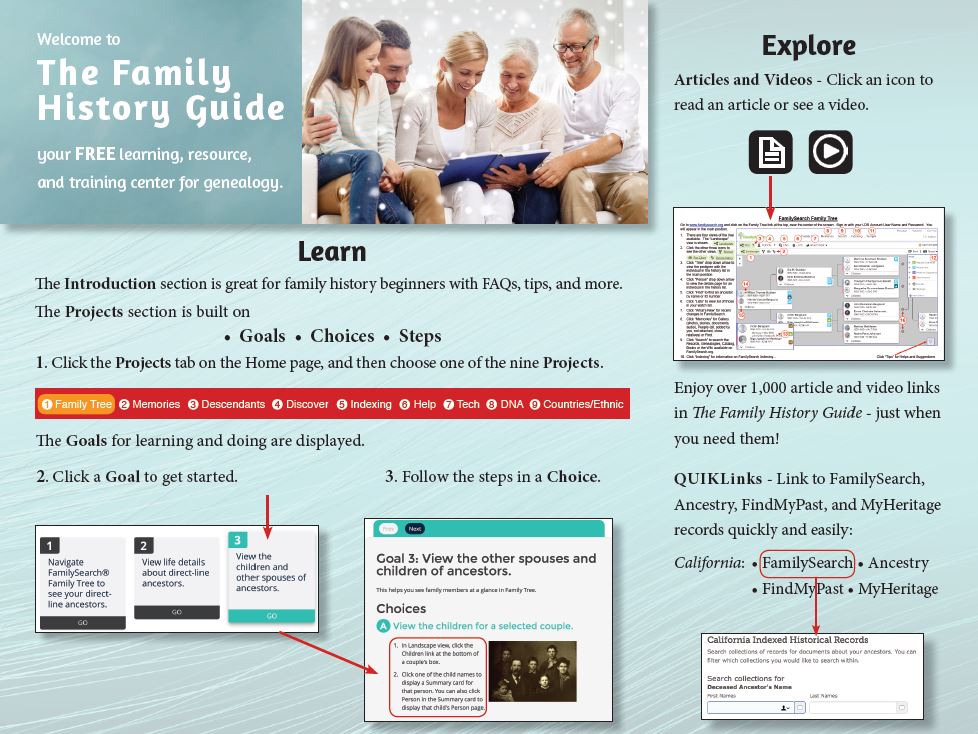 Welcome to
The Family
History Guide
your FREE learning, resource,
and training center for genealogy.
Learn
The Introduction section is great for family history beginners with FAQs, tips, and more.
The Projects section is built on
• Goals • Choices • Steps
1. Click the Projects tab on the Home page, and then choose one of the nine Projects.
1 Family Tree 2 Memories 3 Descendants 4 Discover 5 Indexing 6 Help 7 Tech 8 DNA 9 Countries/Ethnic
The Goals for learning and doing are displayed.
2. Click a Goal to get started.
1
Navigate
FamilySearch®
Family Tree to
see your direct-
line ancestors.
GO
2
View life details
about direct-line
ancestors.
GO
3
View the
children and
other spouses of
ancestors.
GO
3. Follow the steps in a Choice.
Prev Next
Goal 3: View the other spouses and
children of ancestors.
This helps you see family members at a glance in Family Tree.
Choices
A View the children for a selected couple.
1. In Landscape view, click the
Children link at the bottom of
a couple's box.
2. Click one of the child names to
display a Summary card for
that person. You can also click
Person in the Summary card to
display that child's Person page.
Explore
Articles and Videos - Click an icon to
read an article or see a video.
FamilySearch Family Tree
Enjoy over 1,000 article and video links
in The Family History Guide - just when
you need them!
QUIKLinks - Link to FamilySearch,
Ancestry, FindMyPast, and MyHeritage
records quickly and easily:
California: • FamilySearch • Ancestry
• FindMyPast • MyHeritage
California Indexed Historical Records
Search collections of records for documents about your ancestors. You can
filter which collections you would like to search within.
Search collections for
Deceased Ancestor's Name
First Names Last Names